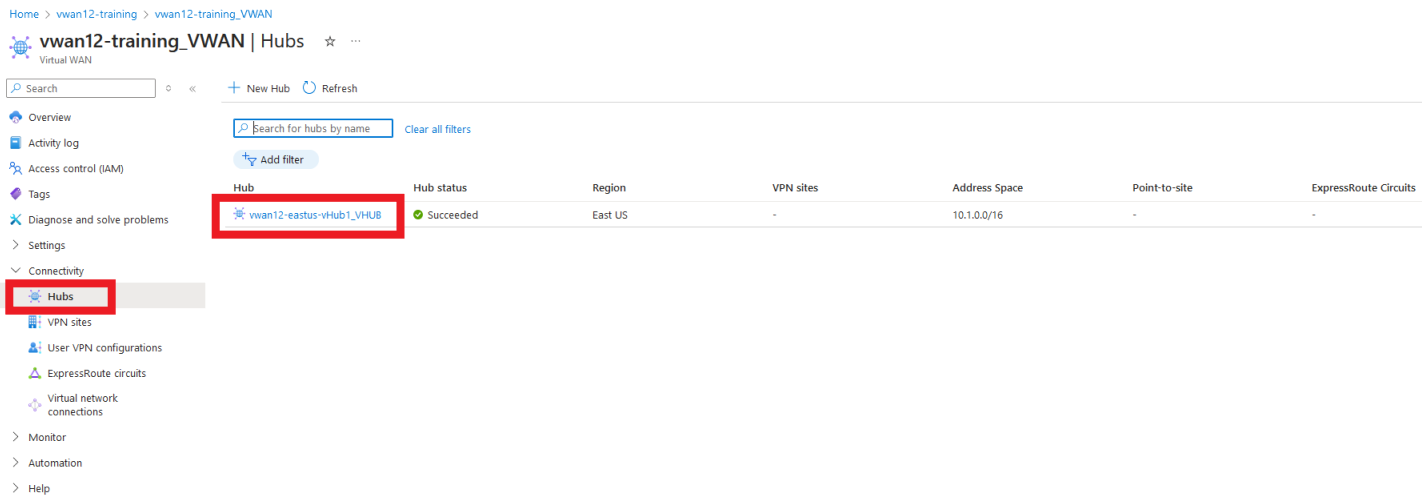 Home > vwan12-training > vwan12-training_VWAN
vwan12-training_VWAN | Hubs ☆ ...
Virtual WAN
Search
«
Overview
Activity log
Access control (IAM)
Tags
Diagnose and solve problems
> Settings
Connectivity
Hubs
VPN sites
User VPN configurations
ExpressRoute circuits
Virtual network
connections
> Monitor
> Automation
> Help
+ New Hub Refresh
Search for hubs by name Clear all filters
Add filter
Hub Hub status Region VPN sites Address Space Point-to-site ExpressRoute Circuits
vwan12-eastus-vHub1_VHUB Succeeded East US - 10.1.0.0/16 - -